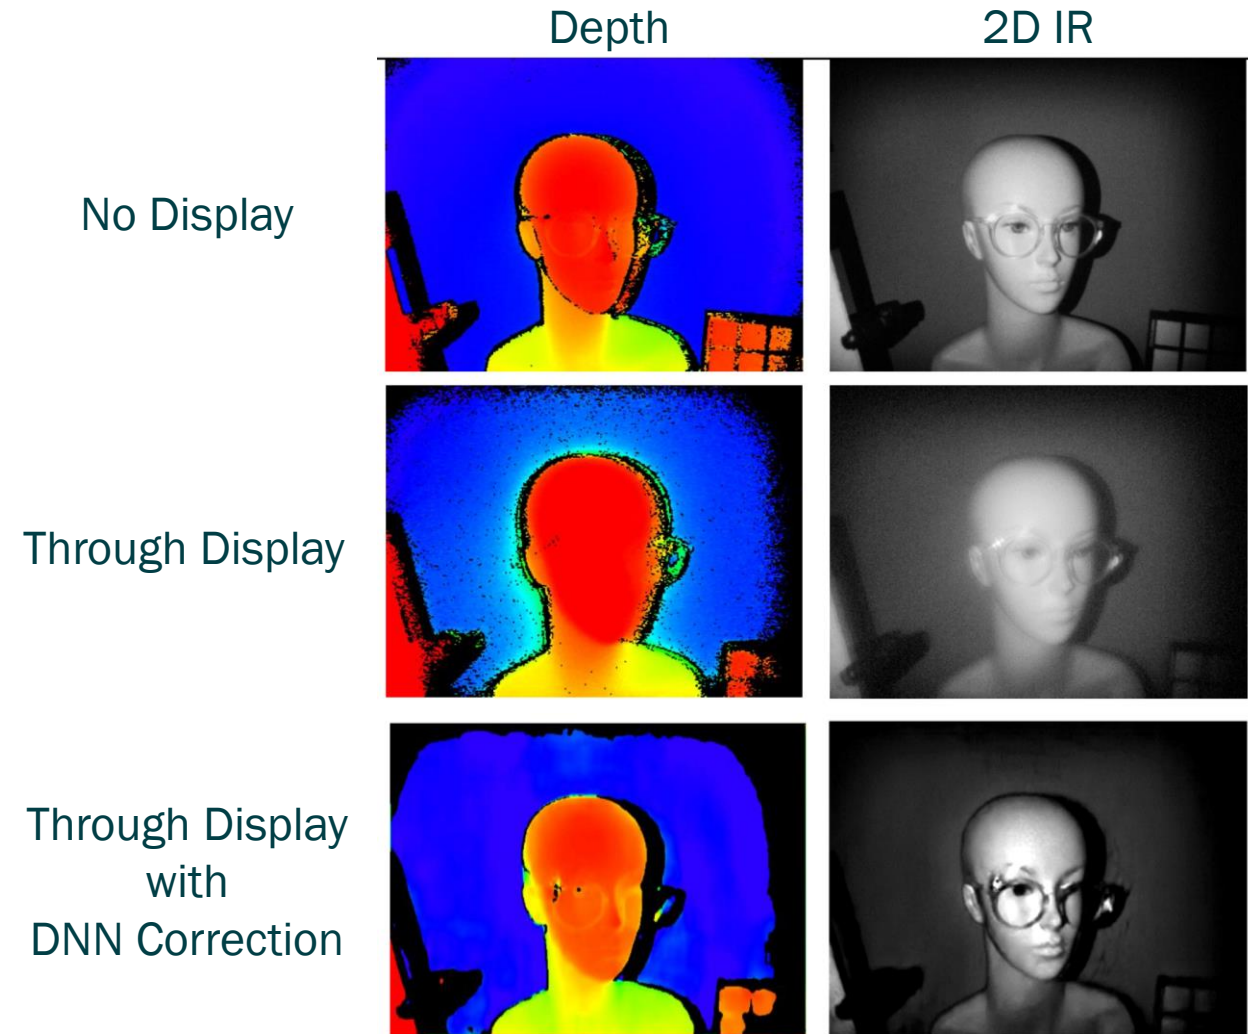 Depth
2D IR
No Display
Through Display
Through Display
with
DNN Correction